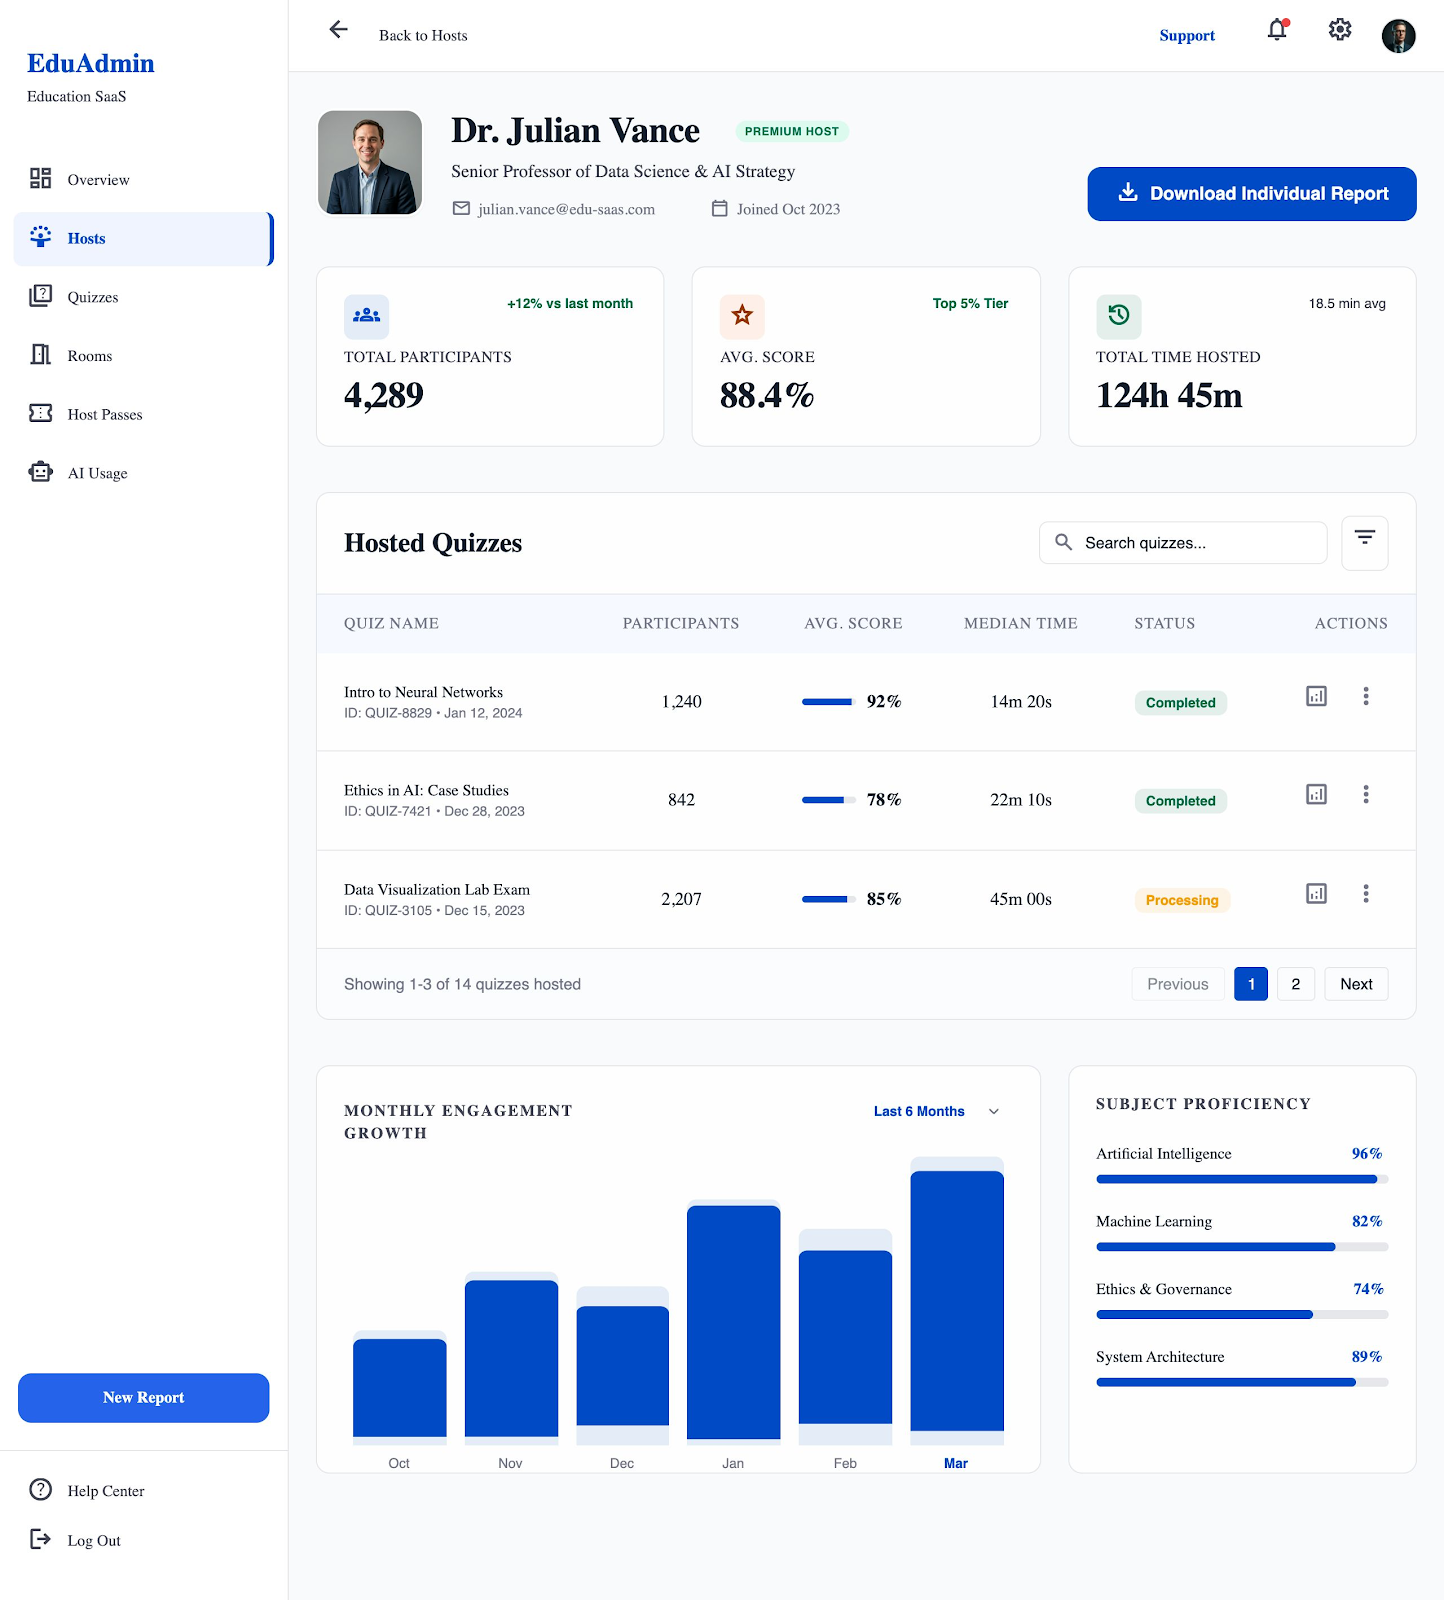 EduAdmin
Education SaaS
Overview
Hosts
Quizzes
Rooms
Host Passes
AI Usage
New Report
Help Center
Log Out
Back to Hosts
Support
Dr. Julian Vance
PREMIUM HOST
Senior Professor of Data Science & AI Strategy
julian.vance@edu-saas.com
Joined Oct 2023
Download Individual Report
+12% vs last month
TOTAL PARTICIPANTS
4,289
Top 5% Tier
AVG. SCORE
88.4%
18.5 min avg
TOTAL TIME HOSTED
124h 45m
Hosted Quizzes
Search quizzes...
QUIZ NAME PARTICIPANTS AVG. SCORE MEDIAN TIME STATUS ACTIONS
Intro to Neural Networks
ID: QUIZ-8829 • Jan 12, 2024
1,240 92% 14m 20s Completed
Ethics in AI: Case Studies
ID: QUIZ-7421 • Dec 28, 2023
842 78% 22m 10s Completed
Data Visualization Lab Exam
ID: QUIZ-3105 • Dec 15, 2023
2,207 85% 45m 00s Processing
Showing 1-3 of 14 quizzes hosted
Previous 1 2 Next
MONTHLY ENGAGEMENT
GROWTH
Last 6 Months
Oct Nov Dec Jan Feb Mar
SUBJECT PROFICIENCY
Artificial Intelligence 96%
Machine Learning 82%
Ethics & Governance 74%
System Architecture 89%